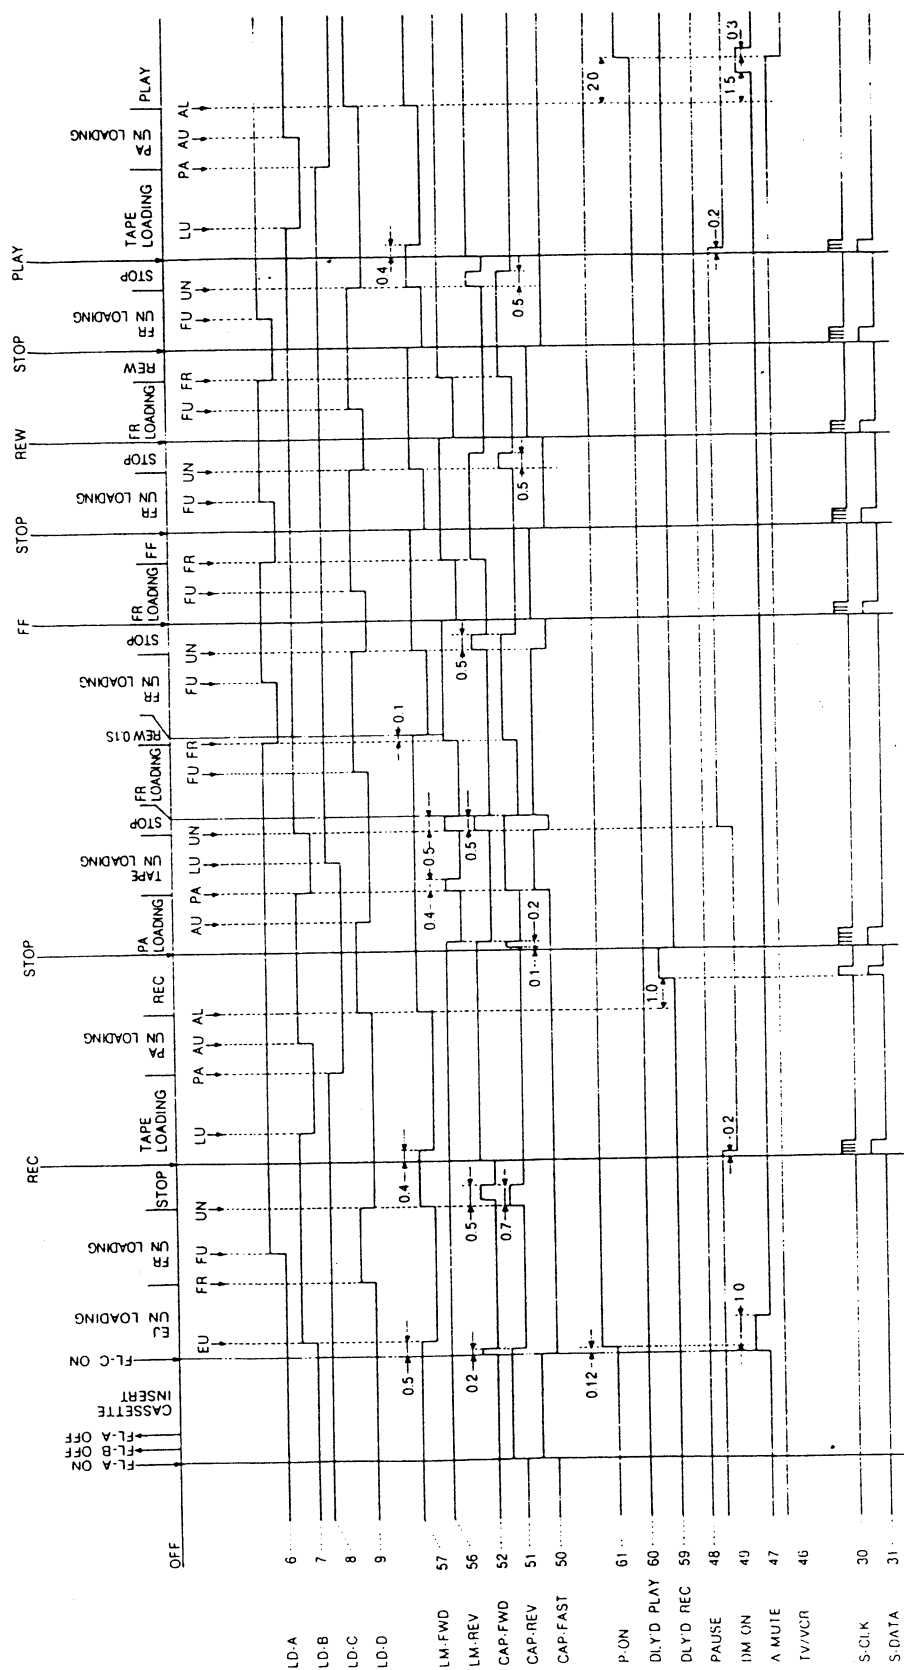 REC STOP FF STOP REW STOP PLAY
OFF
FL-A ON
FL-B OFF
FL-A OFF
CASSETTE
INSERT
FL-C ON
EJ
UN LOADING
FR
UN LOADING
STOP
TAPE
LOADING
PA
UN LOADING
REC
PA
LOADING
TAPE
UN LOADING
STOP
FR
LOADING
REW 0.1S
FR
UN LOADING
STOP
FR
LOADING
FF
FR
UN LOADING
STOP
FR
LOADING
REW
FR
UN LOADING
STOP
TAPE
LOADING
PA
UN LOADING
PLAY
EU FR FU UN LU PA AU AL AU PA LU UN FU FR FU UN FU FR FU UN FU FR FU UN LU PA AU AL
LD-A 6
LD-B 7
LD-C 8
LD-D 9
LM-FWD 57
0.5 0.4 0.1 0.4
LM-REV 56
0.4 0.5
CAP-FWD 52
0.2 0.5 0.5 0.5
CAP-REV 51
0.7
CAP-FAST 50
0.1 0.2 0.5 0.5
P-ON 61
0.12 2.0
DLY'D PLAY 60
DLY'D REC 59
1.0
PAUSE 48
0.2 0.2
DM ON 49
1.0 1.5 0.3
A MUTE 47
TV/VCR 46
S-CLK 30
S-DATA 31